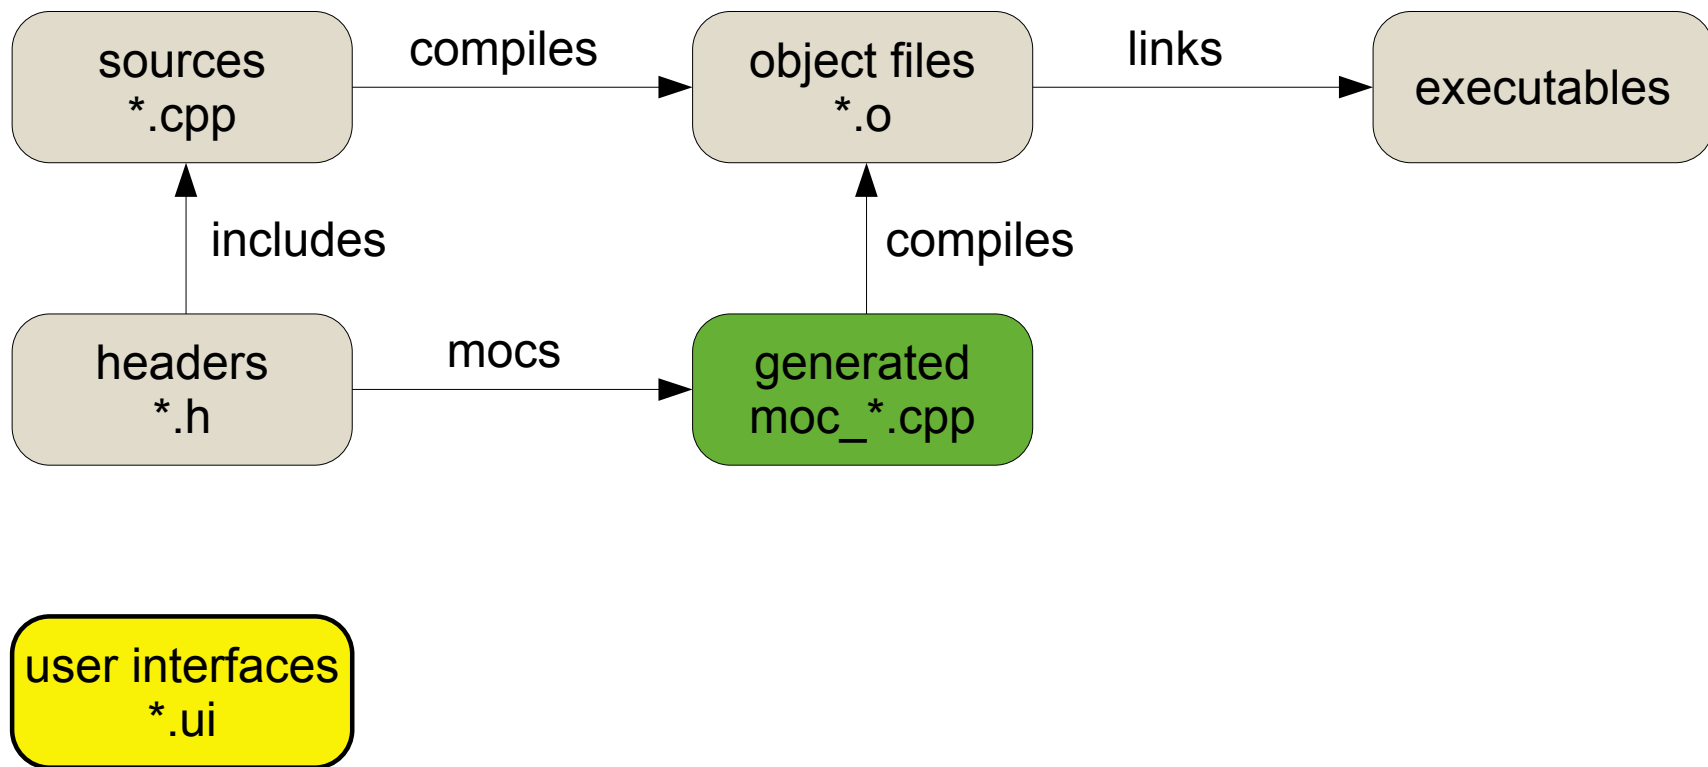 sources
*.cpp
compiles
object files
*.o
links
executables
includes
compiles
headers
*.h
mocs
generated
moc_*.cpp
user interfaces
*.ui